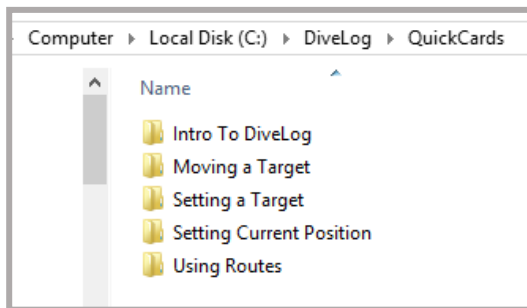 Computer Local Disk (C:) DiveLog QuickCards
Name
Intro To DiveLog
Moving a Target
Setting a Target
Setting Current Position
Using Routes